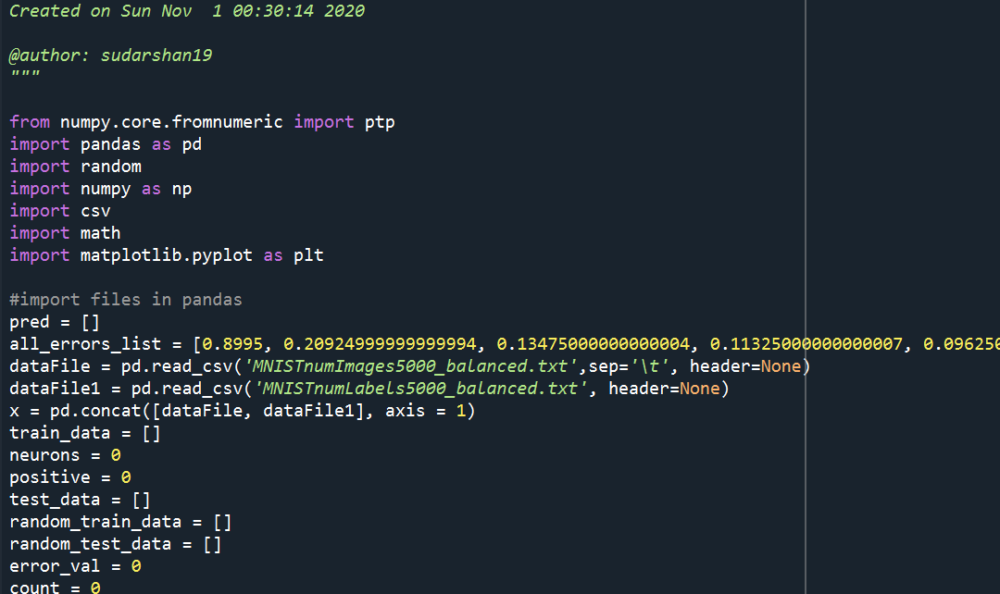 Created on Sun Nov  1 00:30:14 2020
@author: sudarshan19
"""
from numpy.core.fromnumeric import ptp
import pandas as pd
import random
import numpy as np
import csv
import math
import matplotlib.pyplot as plt
#import files in pandas
pred = []
all_errors_list = [0.8995, 0.20924999999999994, 0.13475000000000004, 0.11325000000000007, 0.09625
dataFile = pd.read_csv('MNISTnumImages5000_balanced.txt',sep='\t', header=None)
dataFile1 = pd.read_csv('MNISTnumLabels5000_balanced.txt', header=None)
x = pd.concat([dataFile, dataFile1], axis = 1)
train_data = []
neurons = 0
positive = 0
test_data = []
random_train_data = []
random_test_data = []
error_val = 0
count = 0